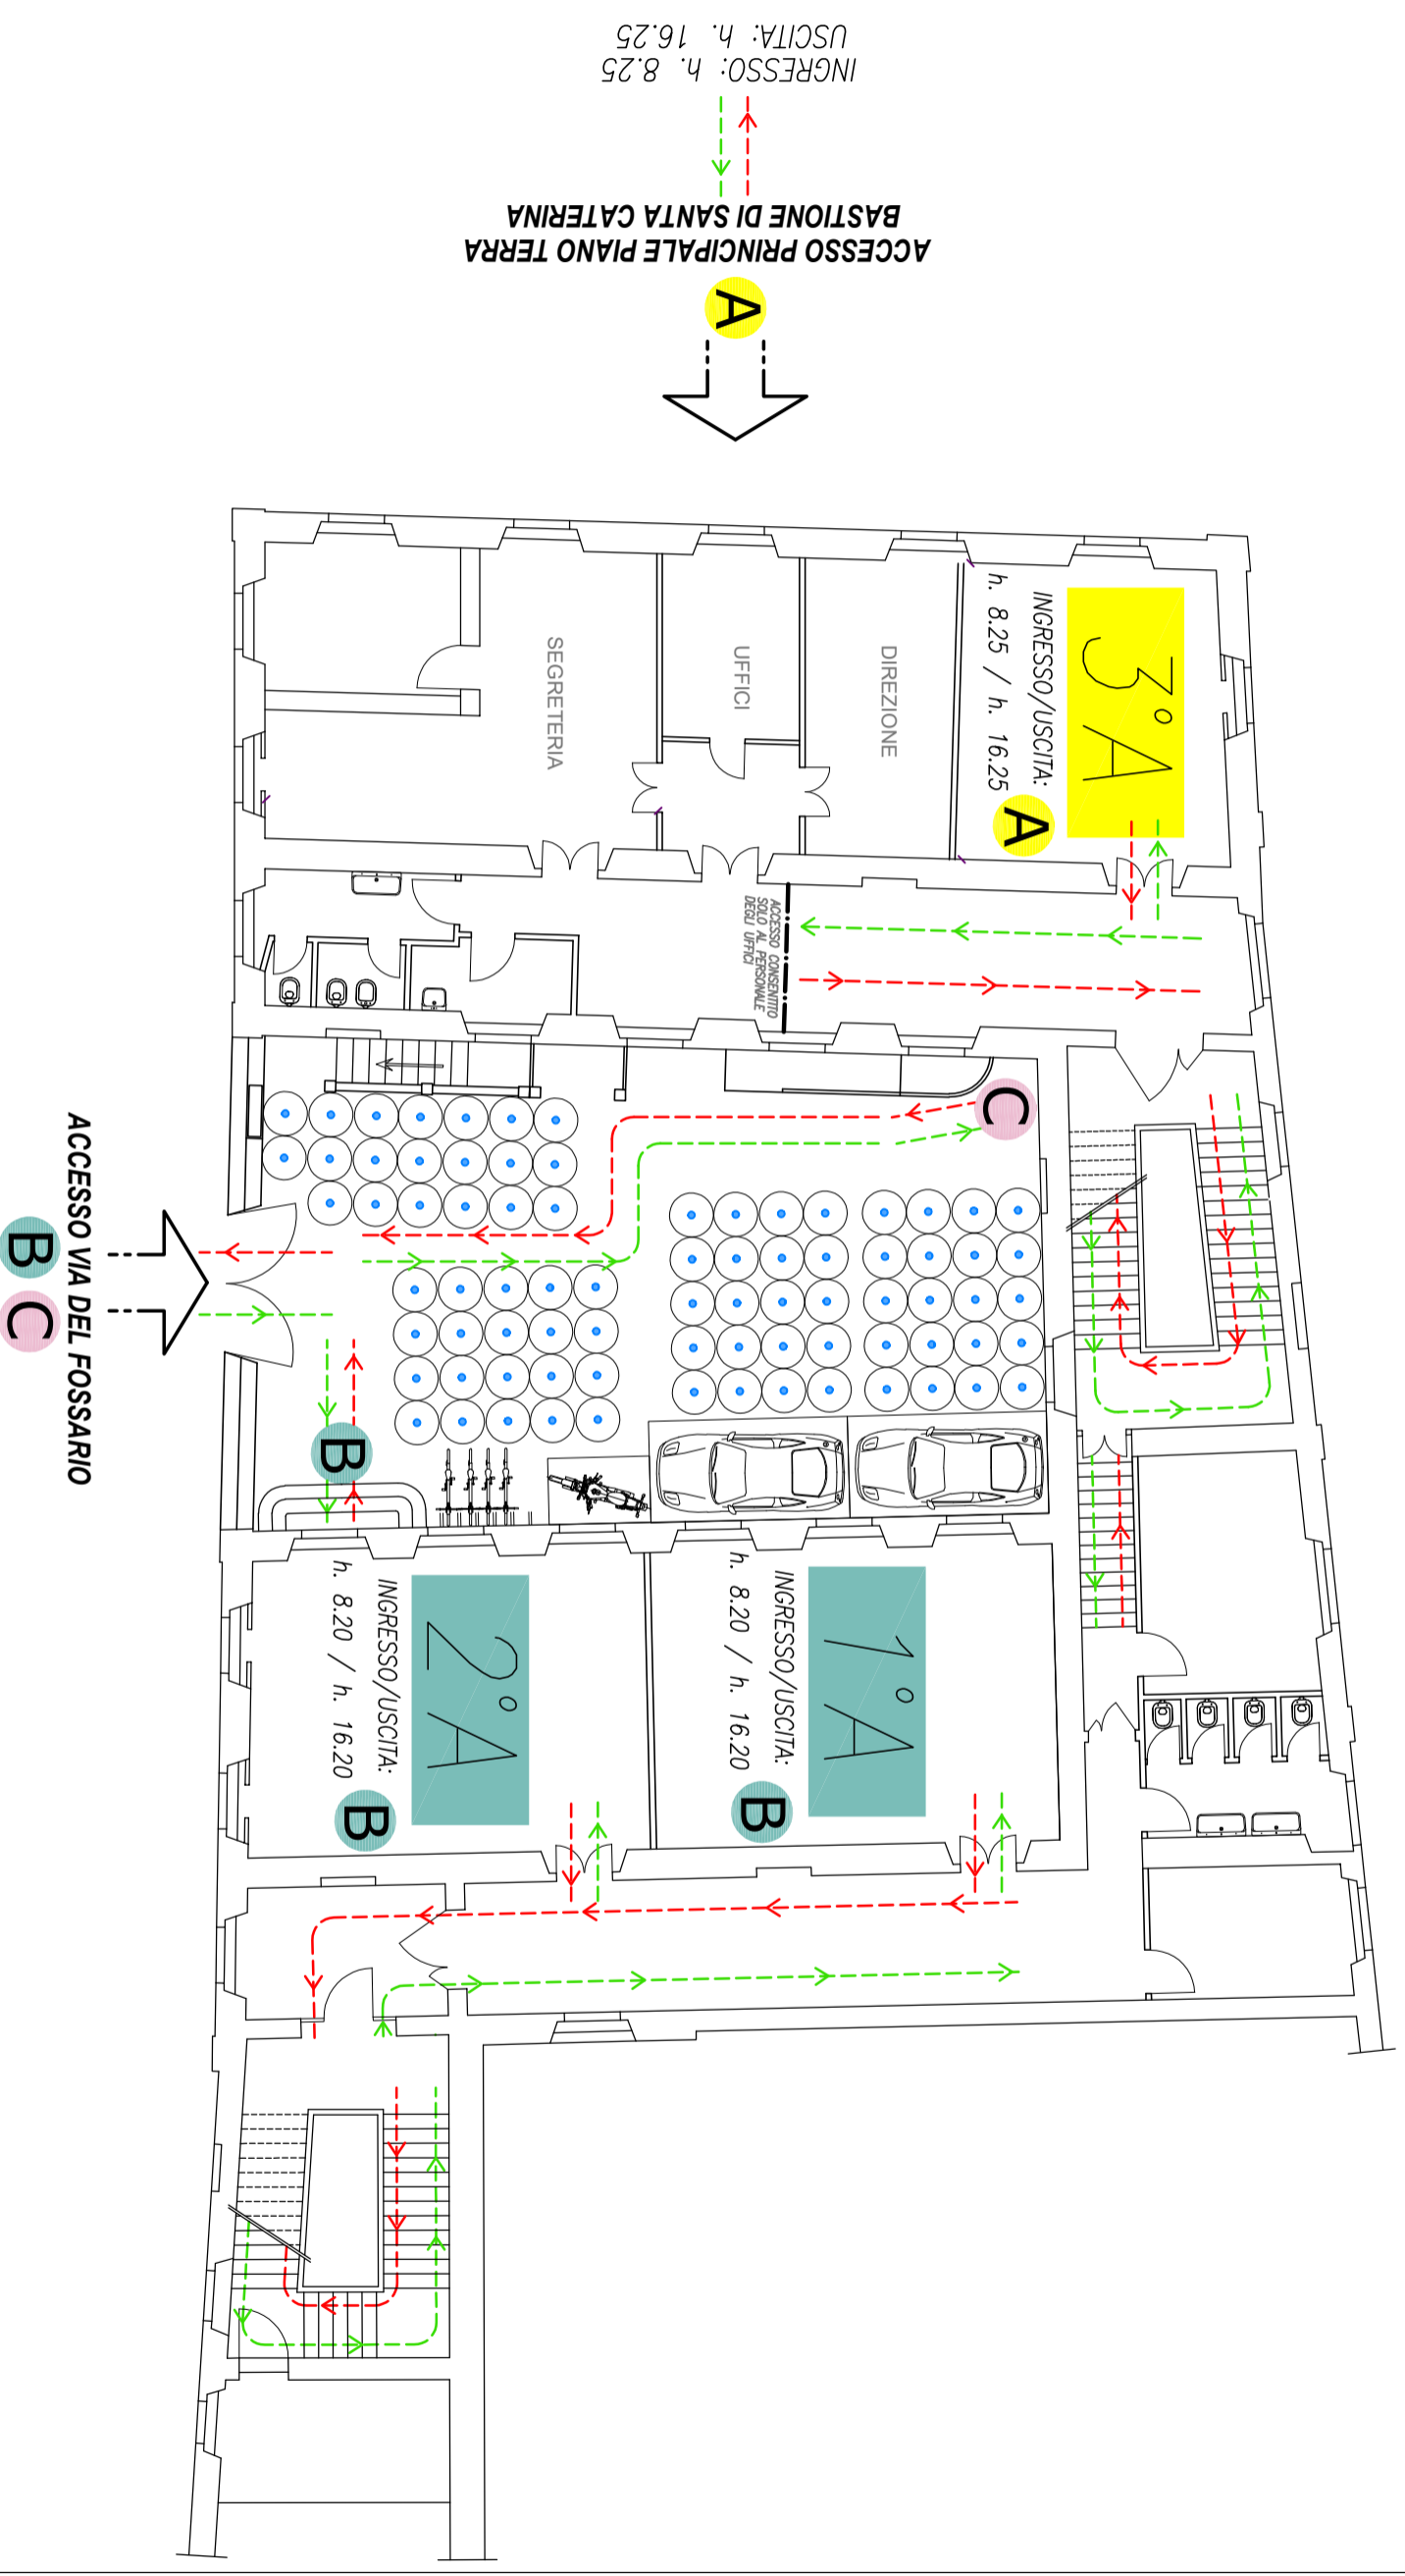 INGRESSO: h. 8.25
USCITA: h. 16.25
ACCESSO PRINCIPALE PIANO TERRA
BASTIONE DI SANTA CATERINA
A
3°A
INGRESSO/USCITA:
h. 8.25 / h. 16.25
A
DIREZIONE
UFFICI
SEGRETERIA
ACCESSO CONSENTITO
SOLO AL PERSONALE
DEGLI UFFICI
C
B
1°A
INGRESSO/USCITA:
h. 8.20 / h. 16.20
B
2°A
INGRESSO/USCITA:
h. 8.20 / h. 16.20
B
ACCESSO VIA DEL FOSSARIO
B C